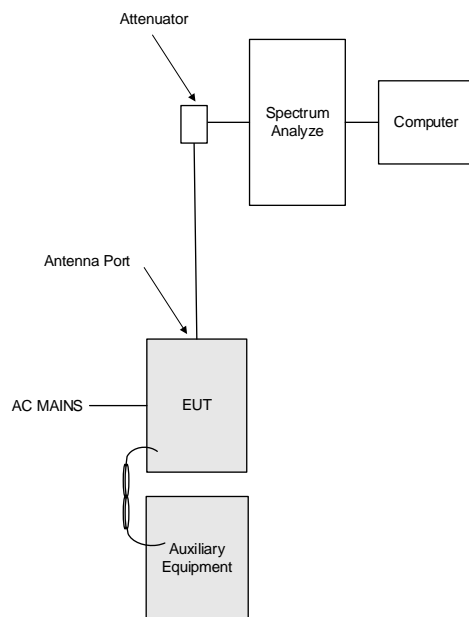 Attenuator
Spectrum
Analyze
Computer
Antenna Port
AC MAINS
EUT
Auxiliary
Equipment